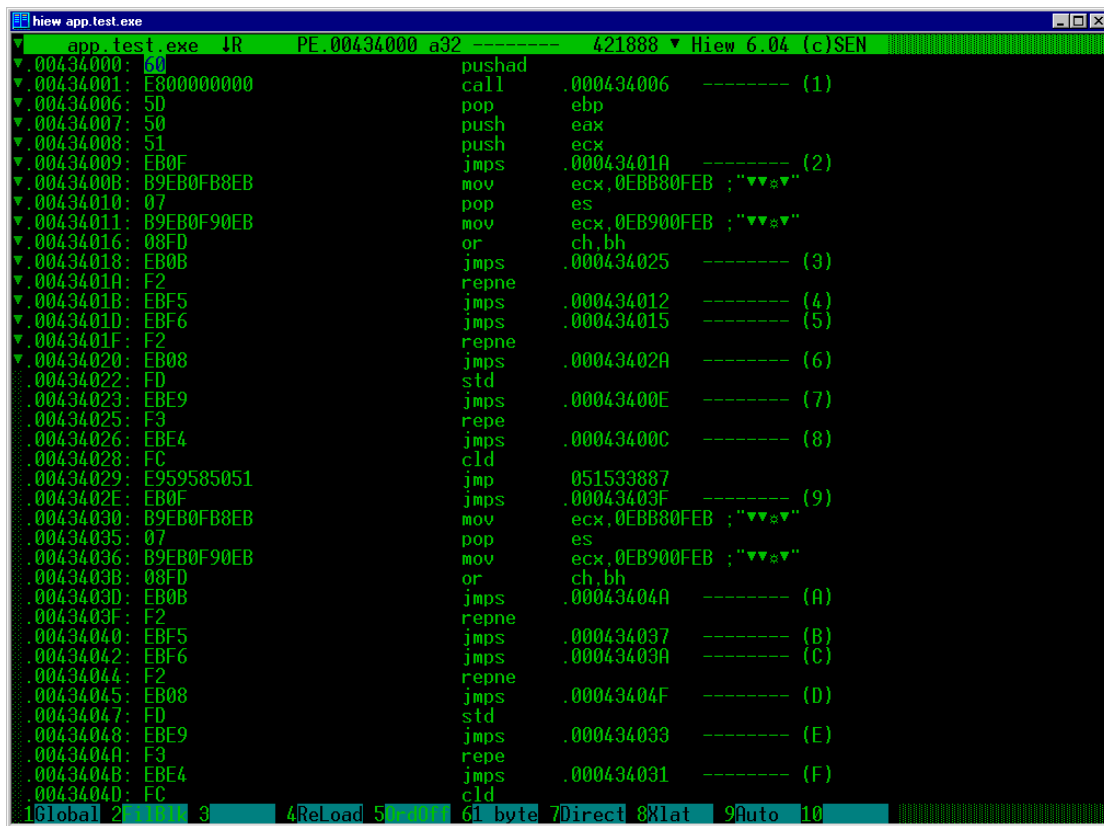 hiew app.test.exe
app.test.exe ↓R PE.00434000 a32 -------- 421888 ▼ Hiew 6.04 (c)SEN
.00434000: 60 pushad
.00434001: E800000000 call .000434006 -------- (1)
.00434006: 5D pop ebp
.00434007: 50 push eax
.00434008: 51 push ecx
.00434009: EB0F jmps .00043401A -------- (2)
.0043400B: B9EB0FB8EB mov ecx,0EBB80FEB ;"▼▼☼▼"
.00434010: 07 pop es
.00434011: B9EB0F90EB mov ecx,0EB900FEB ;"▼▼☼▼"
.00434016: 08FD or ch,bh
.00434018: EB0B jmps .000434025 -------- (3)
.0043401A: F2 repne
.0043401B: EBF5 jmps .000434012 -------- (4)
.0043401D: EBF6 jmps .000434015 -------- (5)
.0043401F: F2 repne
.00434020: EB08 jmps .00043402A -------- (6)
.00434022: FD std
.00434023: EBE9 jmps .00043400E -------- (7)
.00434025: F3 repe
.00434026: EBE4 jmps .00043400C -------- (8)
.00434028: FC cld
.00434029: E959585051 jmp 051533887
.0043402E: EB0F jmps .00043403F -------- (9)
.00434030: B9EB0FB8EB mov ecx,0EBB80FEB ;"▼▼☼▼"
.00434035: 07 pop es
.00434036: B9EB0F90EB mov ecx,0EB900FEB ;"▼▼☼▼"
.0043403B: 08FD or ch,bh
.0043403D: EB0B jmps .00043404A -------- (A)
.0043403F: F2 repne
.00434040: EBF5 jmps .000434037 -------- (B)
.00434042: EBF6 jmps .00043403A -------- (C)
.00434044: F2 repne
.00434045: EB08 jmps .00043404F -------- (D)
.00434047: FD std
.00434048: EBE9 jmps .000434033 -------- (E)
.0043404A: F3 repe
.0043404B: EBE4 jmps .000434031 -------- (F)
.0043404D: FC cld
1Global 2FilBlk 3 4ReLoad 5OrdOff 61 byte 7Direct 8Xlat 9Auto 10